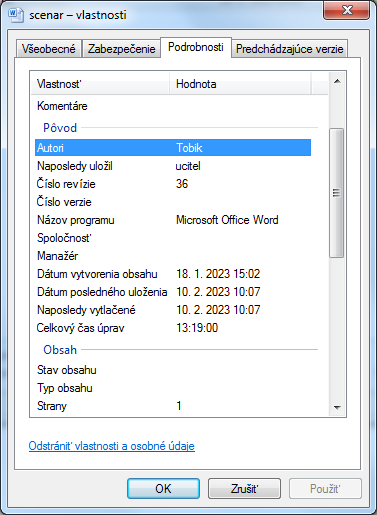 scenar – vlastnosti
Všeobecné Zabezpečenie Podrobnosti Predchádzajúce verzie
Vlastnosť Hodnota
Komentáre
Pôvod
Autori Tobik
Naposledy uložil ucitel
Číslo revízie 36
Číslo verzie
Názov programu Microsoft Office Word
Spoločnosť
Manažér
Dátum vytvorenia obsahu 18. 1. 2023 15:02
Dátum posledného uloženia 10. 2. 2023 10:07
Naposledy vytlačené 10. 2. 2023 10:07
Celkový čas úprav 13:19:00
Obsah
Stav obsahu
Typ obsahu
Strany 1
Odstrániť vlastnosti a osobné údaje
OK Zrušiť Použiť